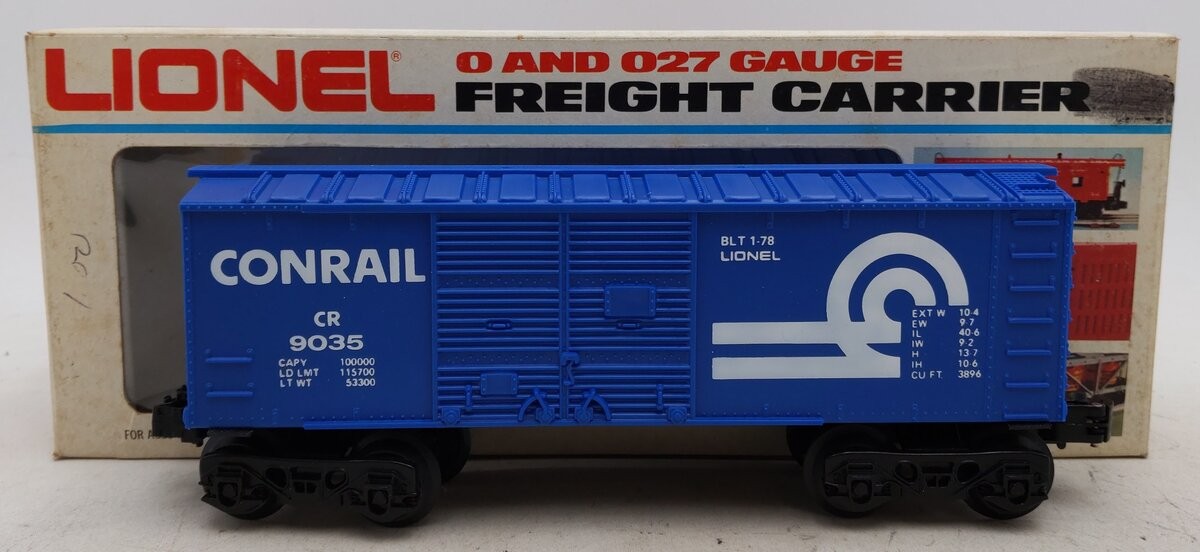 LIONEL®
O AND O27 GAUGE
FREIGHT CARRIER
CONRAIL
CR
9035
CAPY 100000
LD LMT 115700
LT WT 53300
BLT 1-78
LIONEL
EXT W 10-4
EW 9-7
IL 40-6
IW 9-2
H 13-7
IH 10-6
CU FT. 3896
FOR